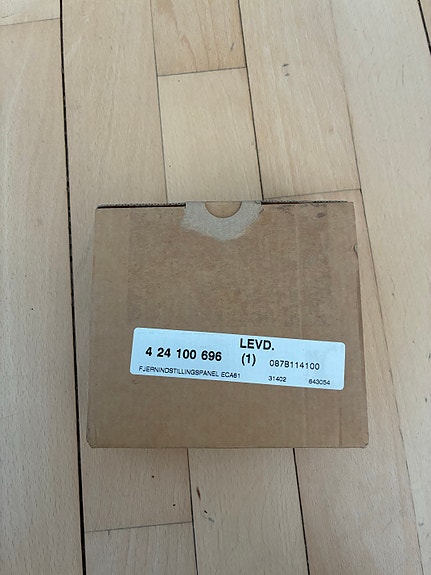 LEVD.
4 24 100 696 (1) 087B114100
FJERNINDSTILLINGSPANEL ECA61 31402 643054